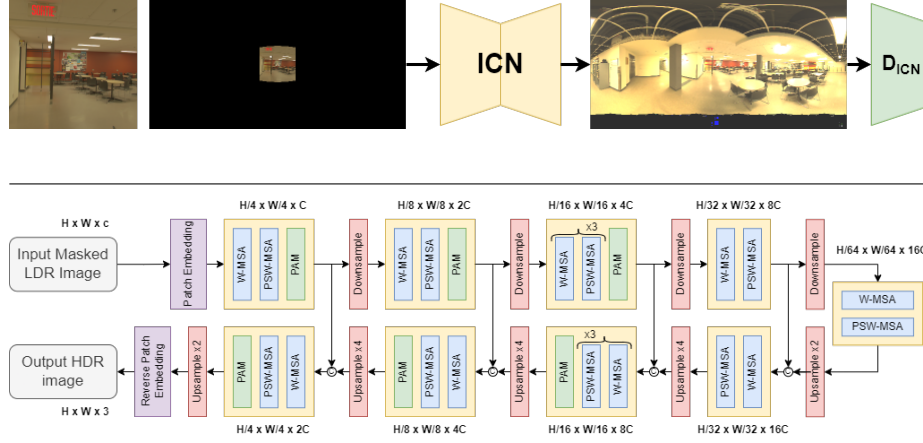 EXIT
ICN
D_ICN
H x W x c
H/4 x W/4 x C
H/8 x W/8 x 2C
H/16 x W/16 x 4C
H/32 x W/32 x 8C
H/64 x W/64 x 16C
Input Masked
LDR Image
Patch Embedding
W-MSA
PSW-MSA
PAM
Downsample
W-MSA
PSW-MSA
PAM
Downsample
x3
W-MSA
PSW-MSA
PAM
Downsample
W-MSA
PSW-MSA
Downsample
W-MSA
PSW-MSA
Output HDR
image
Reverse Patch
Embedding
Upsample x2
PAM
PSW-MSA
W-MSA
C
Upsample x4
PAM
PSW-MSA
W-MSA
C
Upsample x4
PAM
x3
PSW-MSA
W-MSA
C
Upsample x4
PSW-MSA
W-MSA
C
Upsample x2
H x W x 3
H/4 x W/4 x 2C
H/8 x W/8 x 4C
H/16 x W/16 x 8C
H/32 x W/32 x 16C